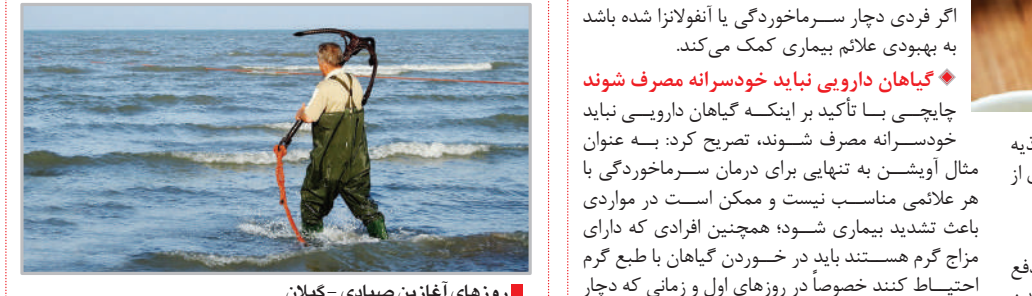 ذیه
از
دفع
اگر فردی دچار سرماخوردگی یا آنفولانزا شده باشد
به بهبودی علائم بیماری کمک می‌کند.
گیاهان دارویی نباید خودسرانه مصرف شوند
چایچی با تأکید بر اینکه گیاهان دارویی نباید
خودسرانه مصرف شوند، تصریح کرد: به عنوان
مثال آویشن به تنهایی برای درمان سرماخوردگی با
هر علائمی مناسب نیست و ممکن است در مواردی
باعث تشدید بیماری شود؛ همچنین افرادی که دارای
مزاج گرم هستند باید در خوردن گیاهان با طبع گرم
احتیاط کنند خصوصاً در روزهای اول و زمانی که دچار
روزهای آغازین صیادی - گیلان